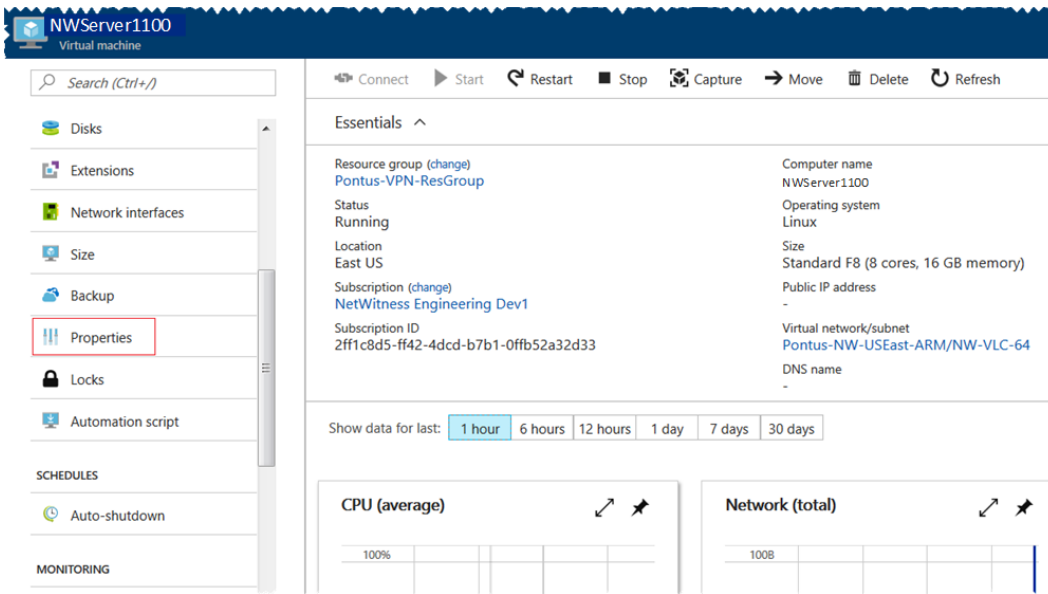 NWServer1100
Virtual machine
Search (Ctrl+/)
Disks
Extensions
Network interfaces
Size
Backup
Properties
Locks
Automation script
SCHEDULES
Auto-shutdown
MONITORING
Connect Start Restart Stop Capture Move Delete Refresh
Essentials
Resource group (change)
Pontus-VPN-ResGroup
Status
Running
Location
East US
Subscription (change)
NetWitness Engineering Dev1
Subscription ID
2ff1c8d5-ff42-4dcd-b7b1-0ffb52a32d33
Computer name
NWServer1100
Operating system
Linux
Size
Standard F8 (8 cores, 16 GB memory)
Public IP address
-
Virtual network/subnet
Pontus-NW-USEast-ARM/NW-VLC-64
DNS name
-
Show data for last: 1 hour 6 hours 12 hours 1 day 7 days 30 days
CPU (average)
100%
Network (total)
100B